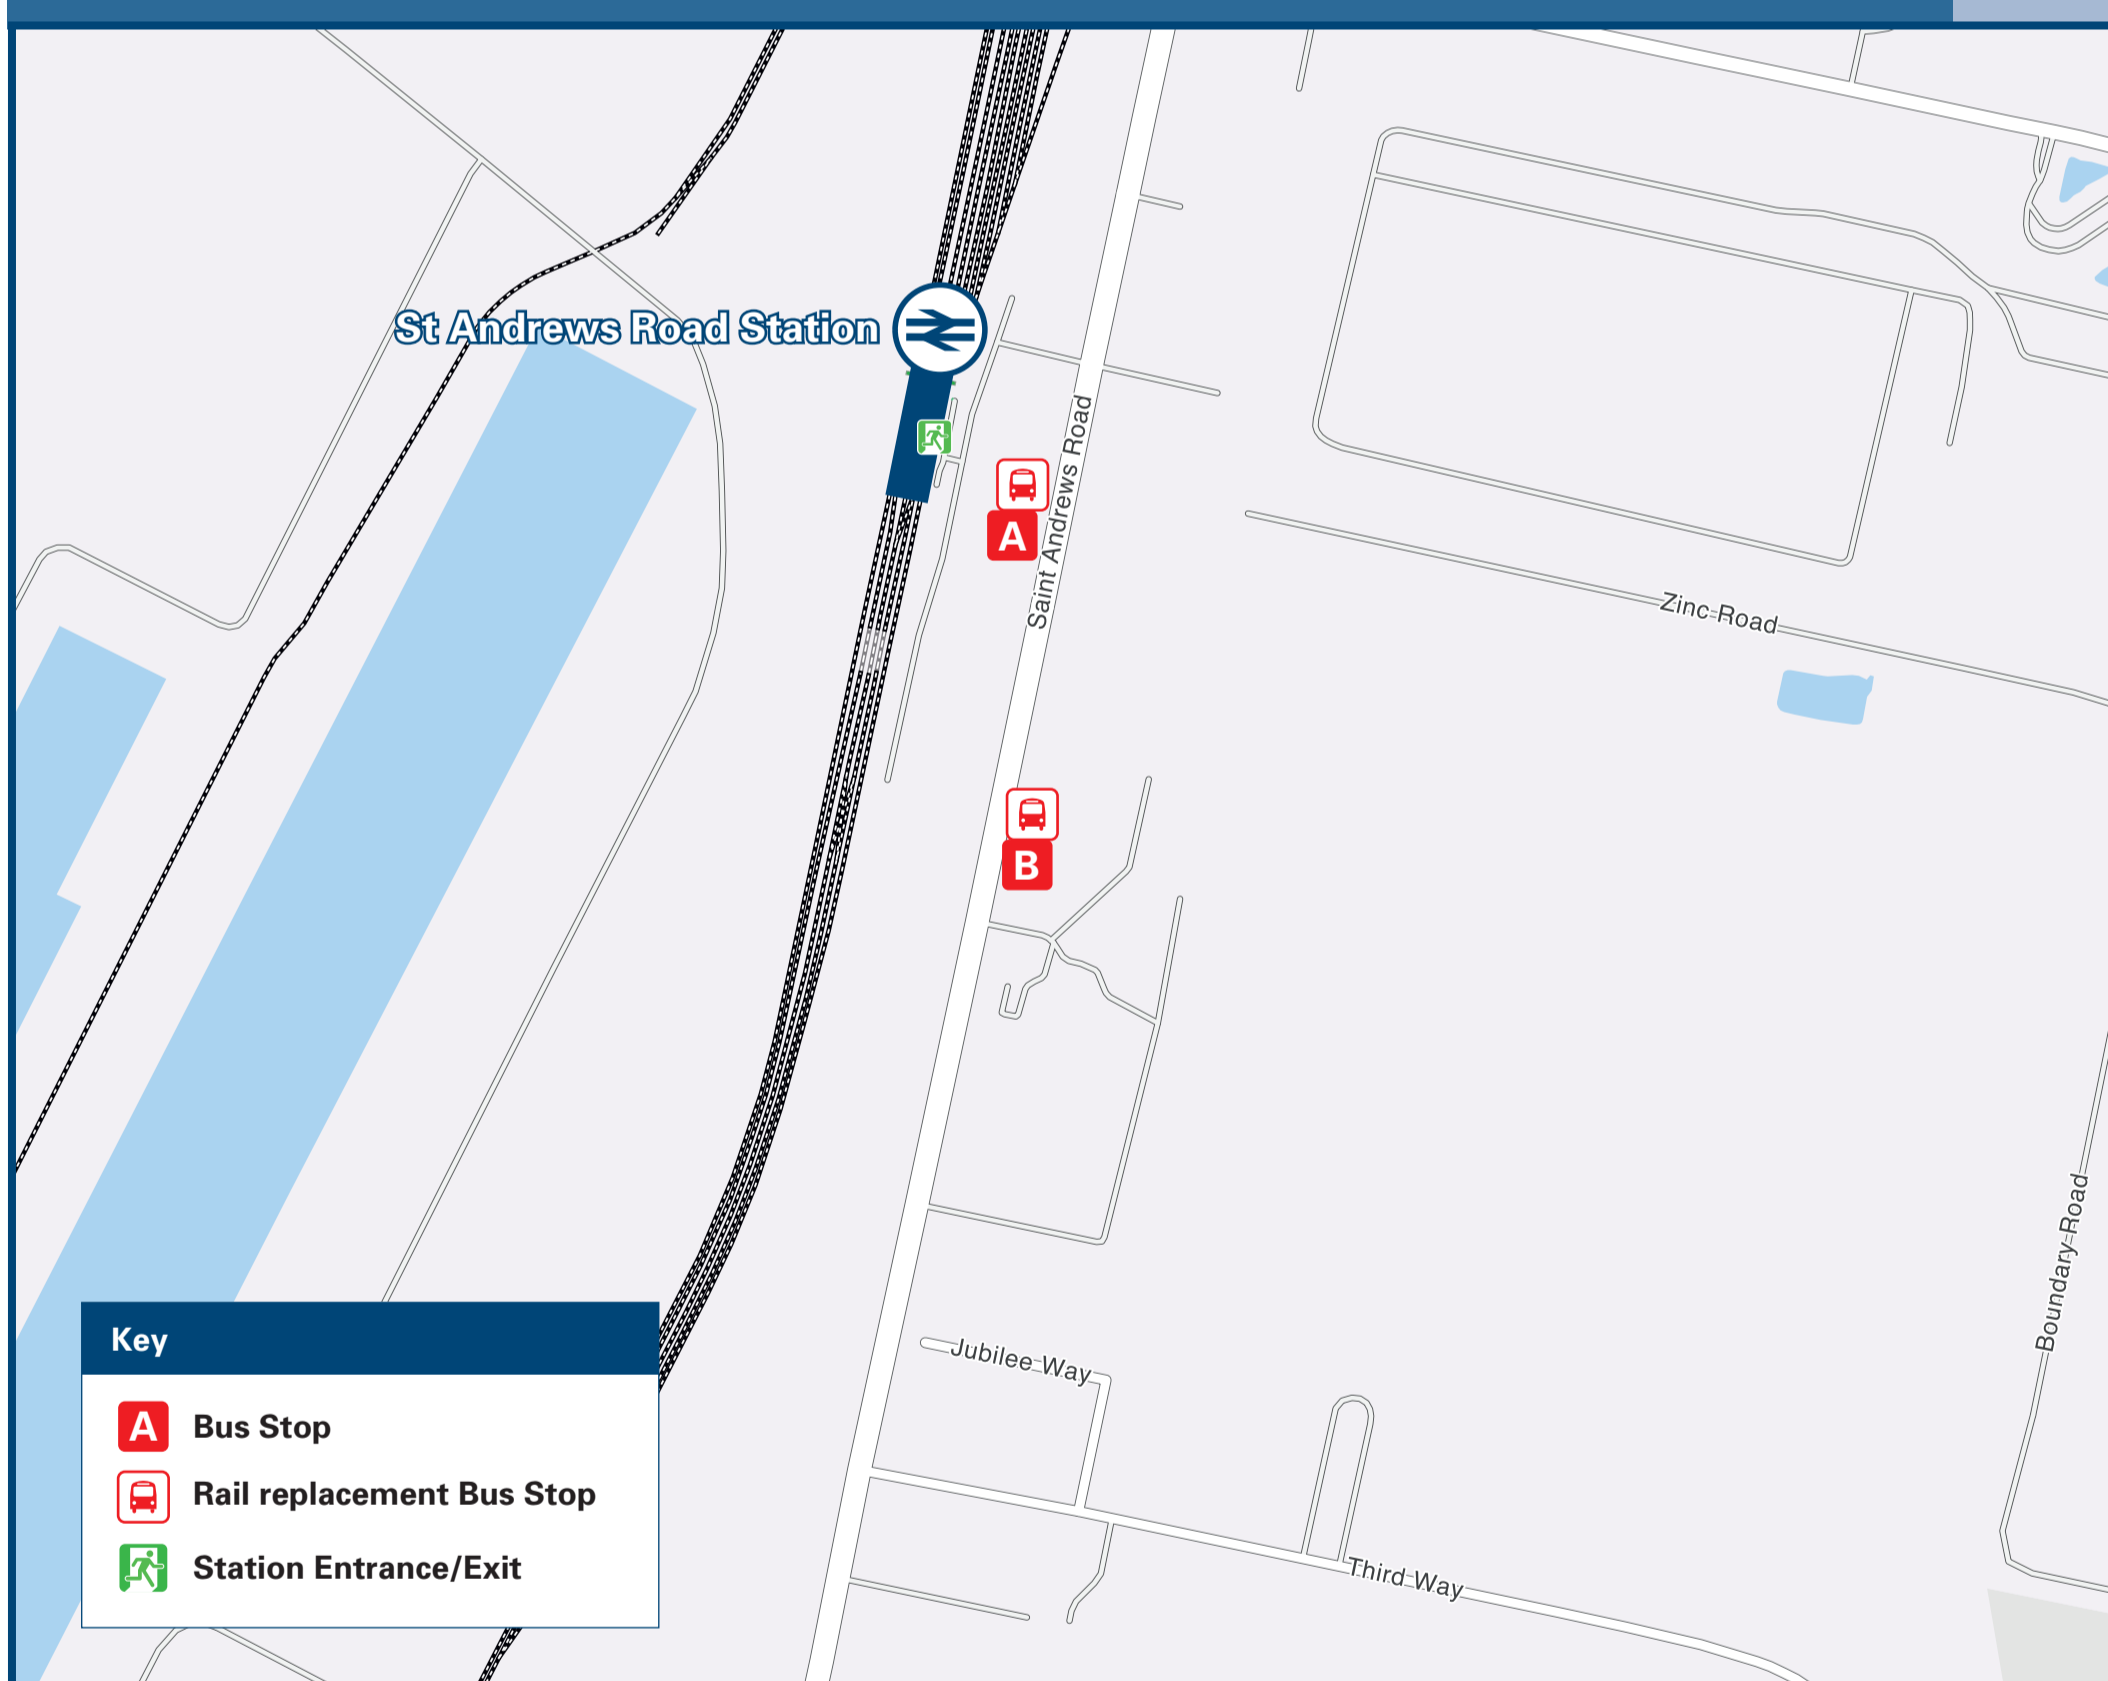 St Andrews Road Station
Saint Andrews Road
A
Zinc Road
B
Boundary Road
Jubilee Way
Third Way
Key
A Bus Stop
Rail replacement Bus Stop
Station Entrance/Exit